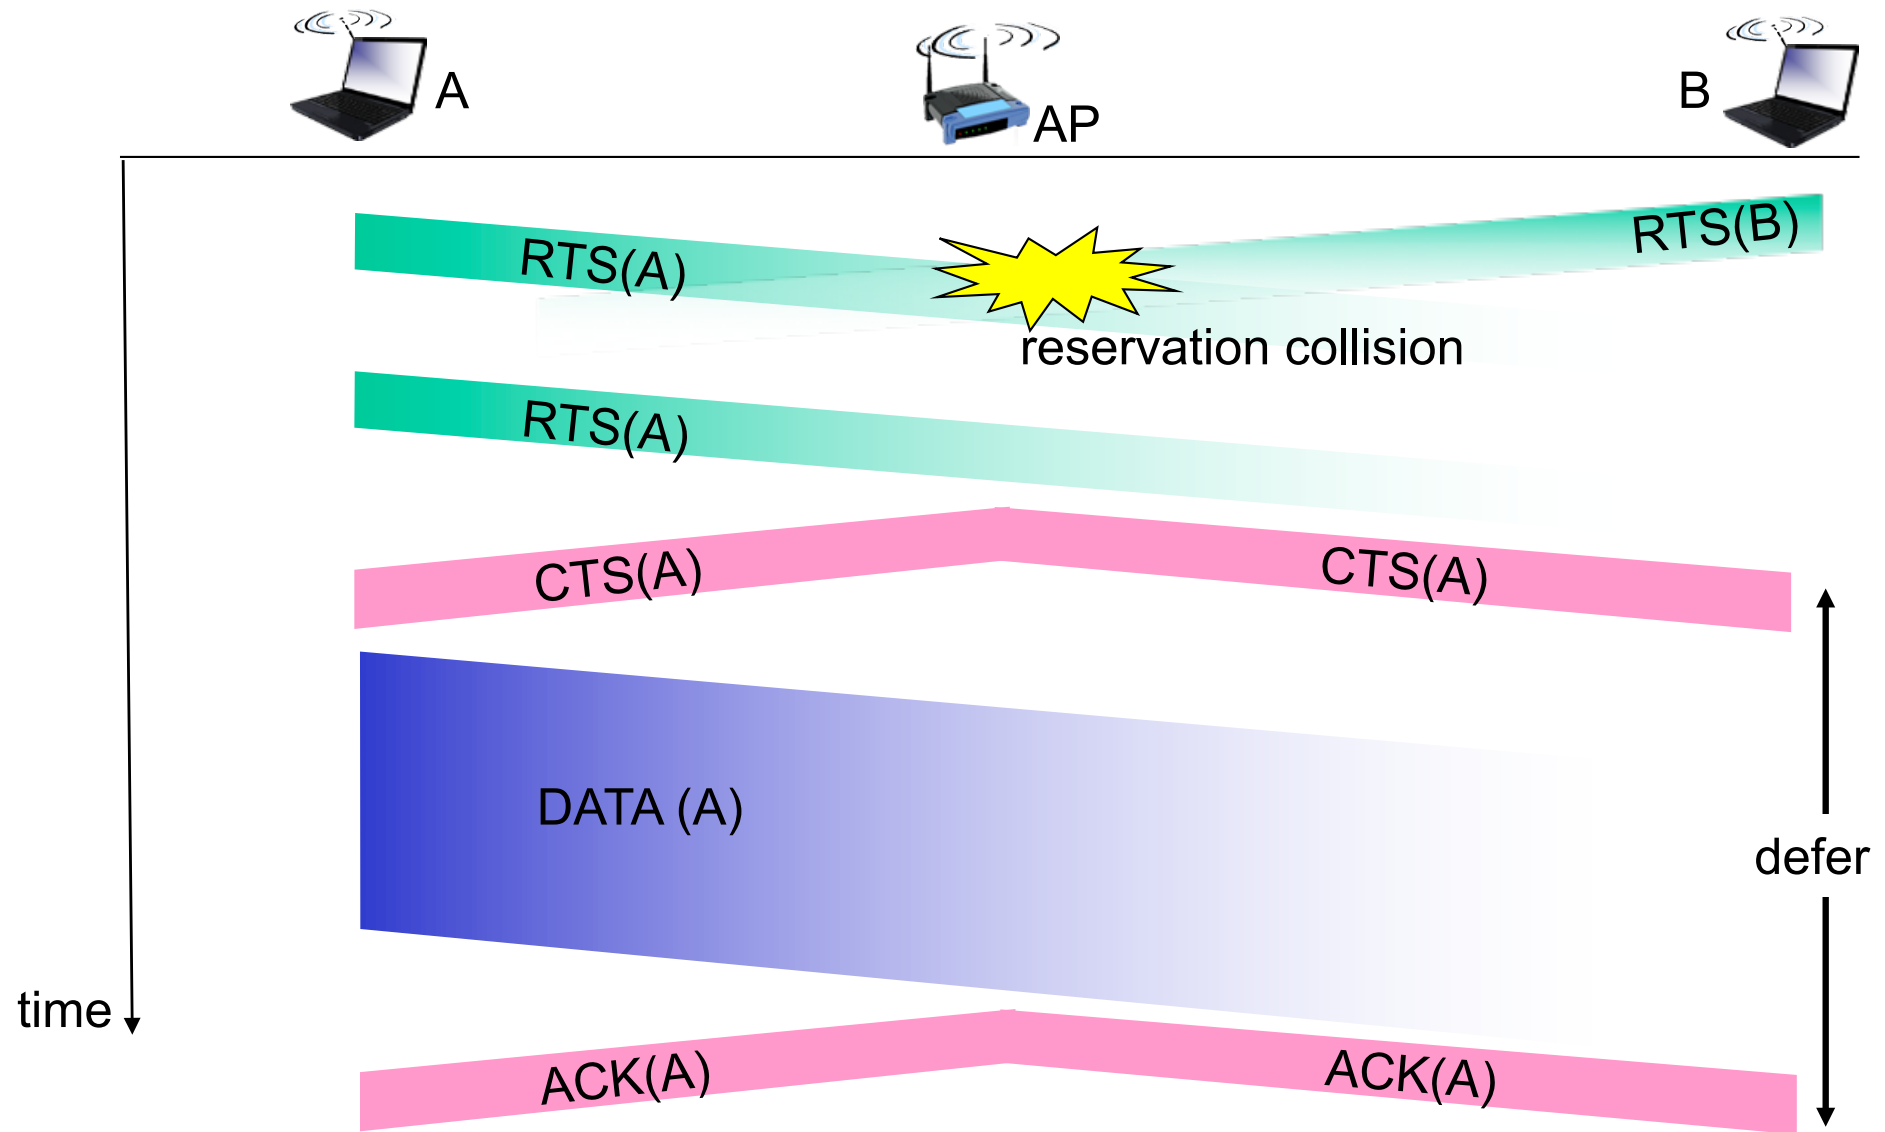 A
AP
B
RTS(A)
RTS(B)
reservation collision
RTS(A)
CTS(A)
CTS(A)
DATA (A)
defer
time
ACK(A)
ACK(A)